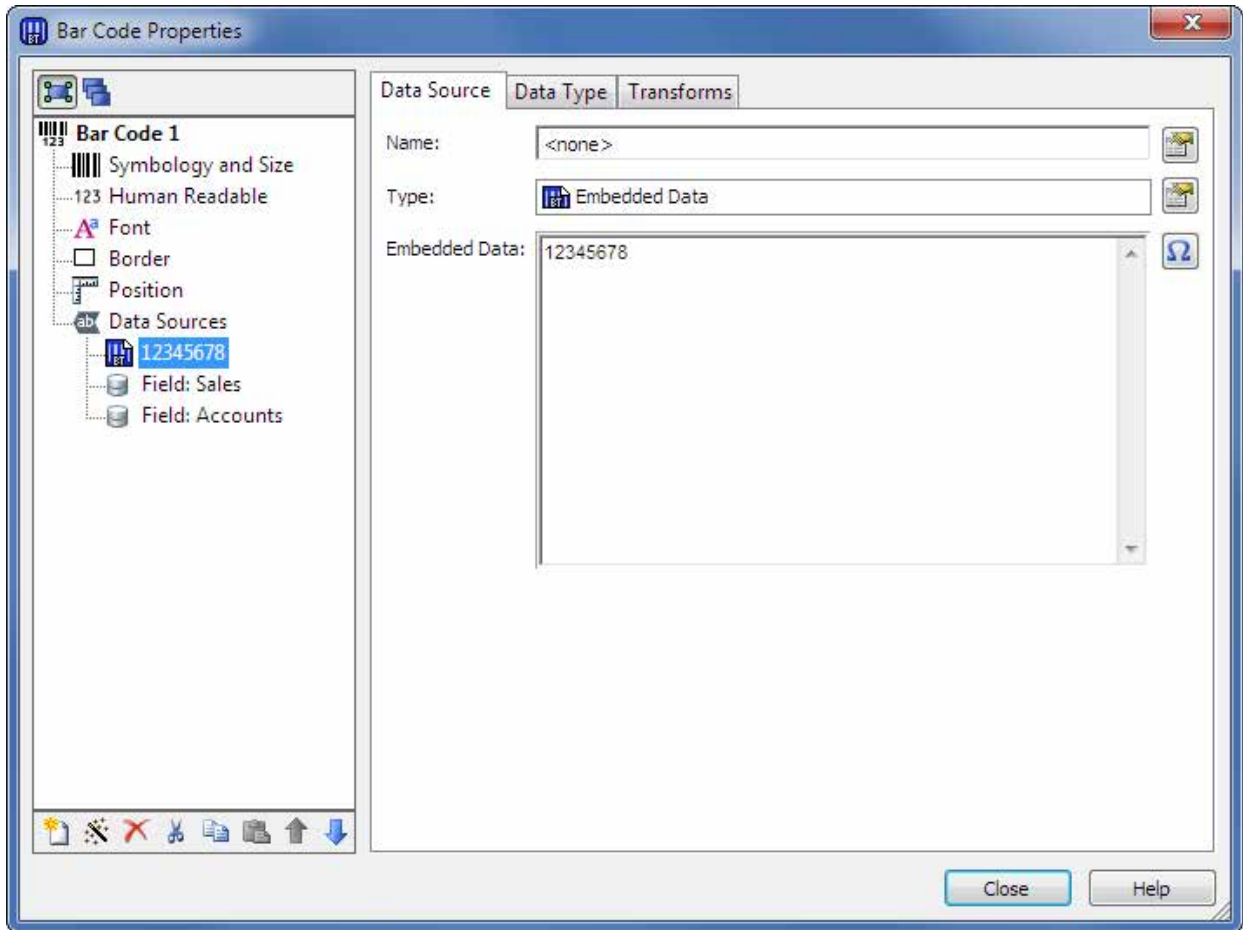 Bar Code Properties
Bar Code 1
Symbology and Size
123 Human Readable
Font
Border
Position
Data Sources
12345678
Field: Sales
Field: Accounts
Data Source Data Type Transforms
Name: <none>
Type: Embedded Data
Embedded Data: 12345678
Ω
Close Help